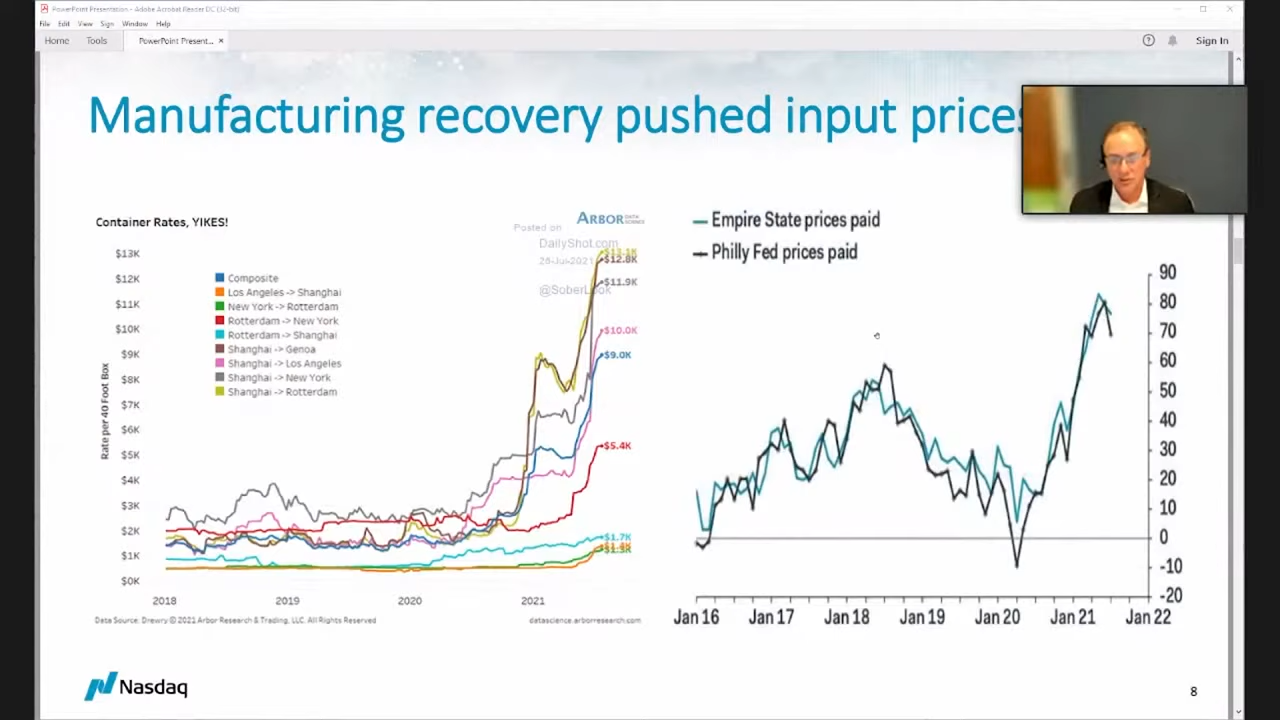 PowerPoint Presentation - Adobe Acrobat Reader DC (32-bit)
File Edit View Sign Window Help
Home Tools PowerPoint Present... ×
Sign In
Manufacturing recovery pushed input prices
Container Rates, YIKES!
ARBOR DATA SCIENCE
Posted on
DailyShot.com
28-Jul-2021
@SoberLook
Rate per 40 Foot Box
$13K
$12K
$11K
$10K
$9K
$8K
$7K
$6K
$5K
$4K
$3K
$2K
$1K
$0K
Composite
Los Angeles -> Shanghai
New York -> Rotterdam
Rotterdam -> New York
Rotterdam -> Shanghai
Shanghai -> Genoa
Shanghai -> Los Angeles
Shanghai -> New York
Shanghai -> Rotterdam
$12.8K
$11.9K
$10.0K
$9.0K
$5.4K
$1.7K
2018 2019 2020 2021
Data Source: Drewry © 2021 Arbor Research & Trading, LLC. All Rights Reserved
datascience.arborresearch.com
Empire State prices paid
Philly Fed prices paid
90
80
70
60
50
40
30
20
10
0
-10
-20
Jan 16 Jan 17 Jan 18 Jan 19 Jan 20 Jan 21 Jan 22
Nasdaq
8